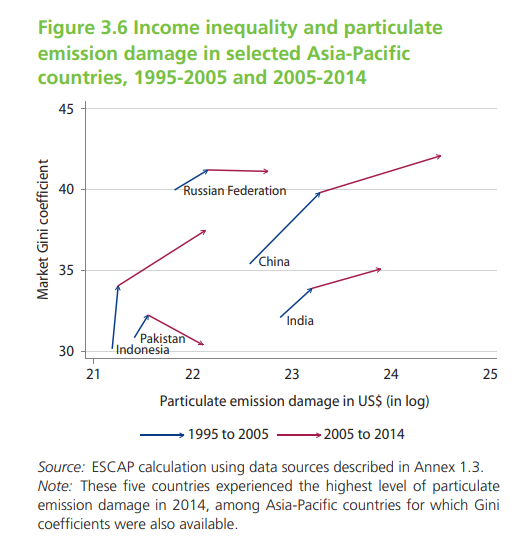 Figure 3.6 Income inequality and particulate
emission damage in selected Asia-Pacific
countries, 1995-2005 and 2005-2014
45
40
35
30
Market Gini coefficient
Russian Federation
China
India
Pakistan
Indonesia
21 22 23 24 25
Particulate emission damage in US$ (in log)
1995 to 2005 2005 to 2014
Source: ESCAP calculation using data sources described in Annex 1.3.
Note: These five countries experienced the highest level of particulate
emission damage in 2014, among Asia-Pacific countries for which Gini
coefficients were also available.